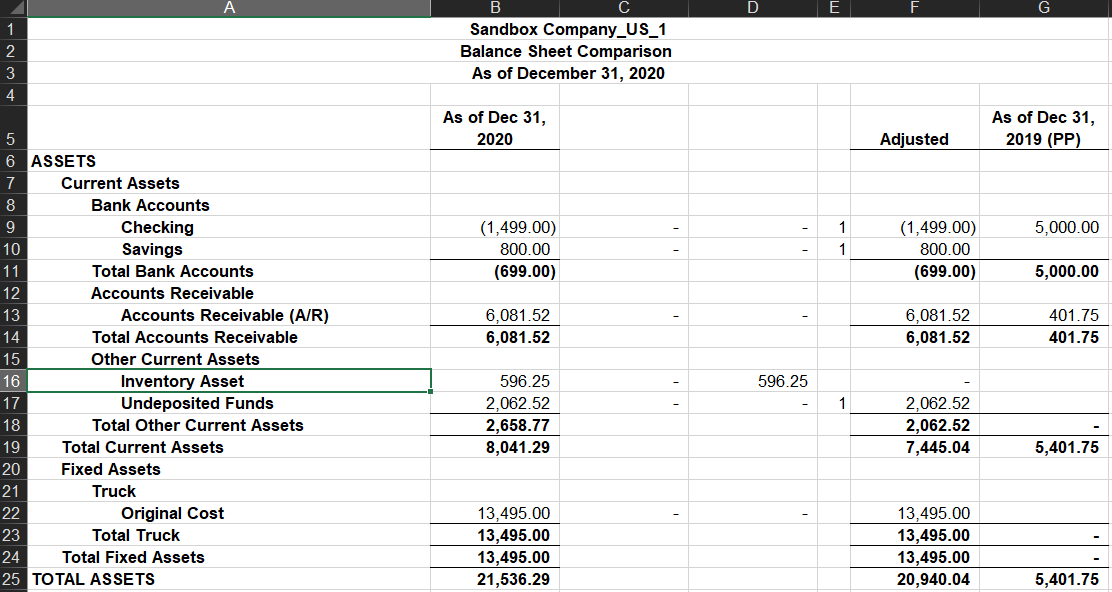 A B C D E F G
1 Sandbox Company_US_1
2 Balance Sheet Comparison
3 As of December 31, 2020
4
As of Dec 31, As of Dec 31,
5 2020 Adjusted 2019 (PP)
6 ASSETS
7 Current Assets
8 Bank Accounts
9 Checking (1,499.00) - - 1 (1,499.00) 5,000.00
10 Savings 800.00 - - 1 800.00
11 Total Bank Accounts (699.00) (699.00) 5,000.00
12 Accounts Receivable
13 Accounts Receivable (A/R) 6,081.52 - - 6,081.52 401.75
14 Total Accounts Receivable 6,081.52 6,081.52 401.75
15 Other Current Assets
16 Inventory Asset 596.25 - 596.25 -
17 Undeposited Funds 2,062.52 - - 1 2,062.52
18 Total Other Current Assets 2,658.77 2,062.52 -
19 Total Current Assets 8,041.29 7,445.04 5,401.75
20 Fixed Assets
21 Truck
22 Original Cost 13,495.00 - - 13,495.00
23 Total Truck 13,495.00 13,495.00 -
24 Total Fixed Assets 13,495.00 13,495.00 -
25 TOTAL ASSETS 21,536.29 20,940.04 5,401.75